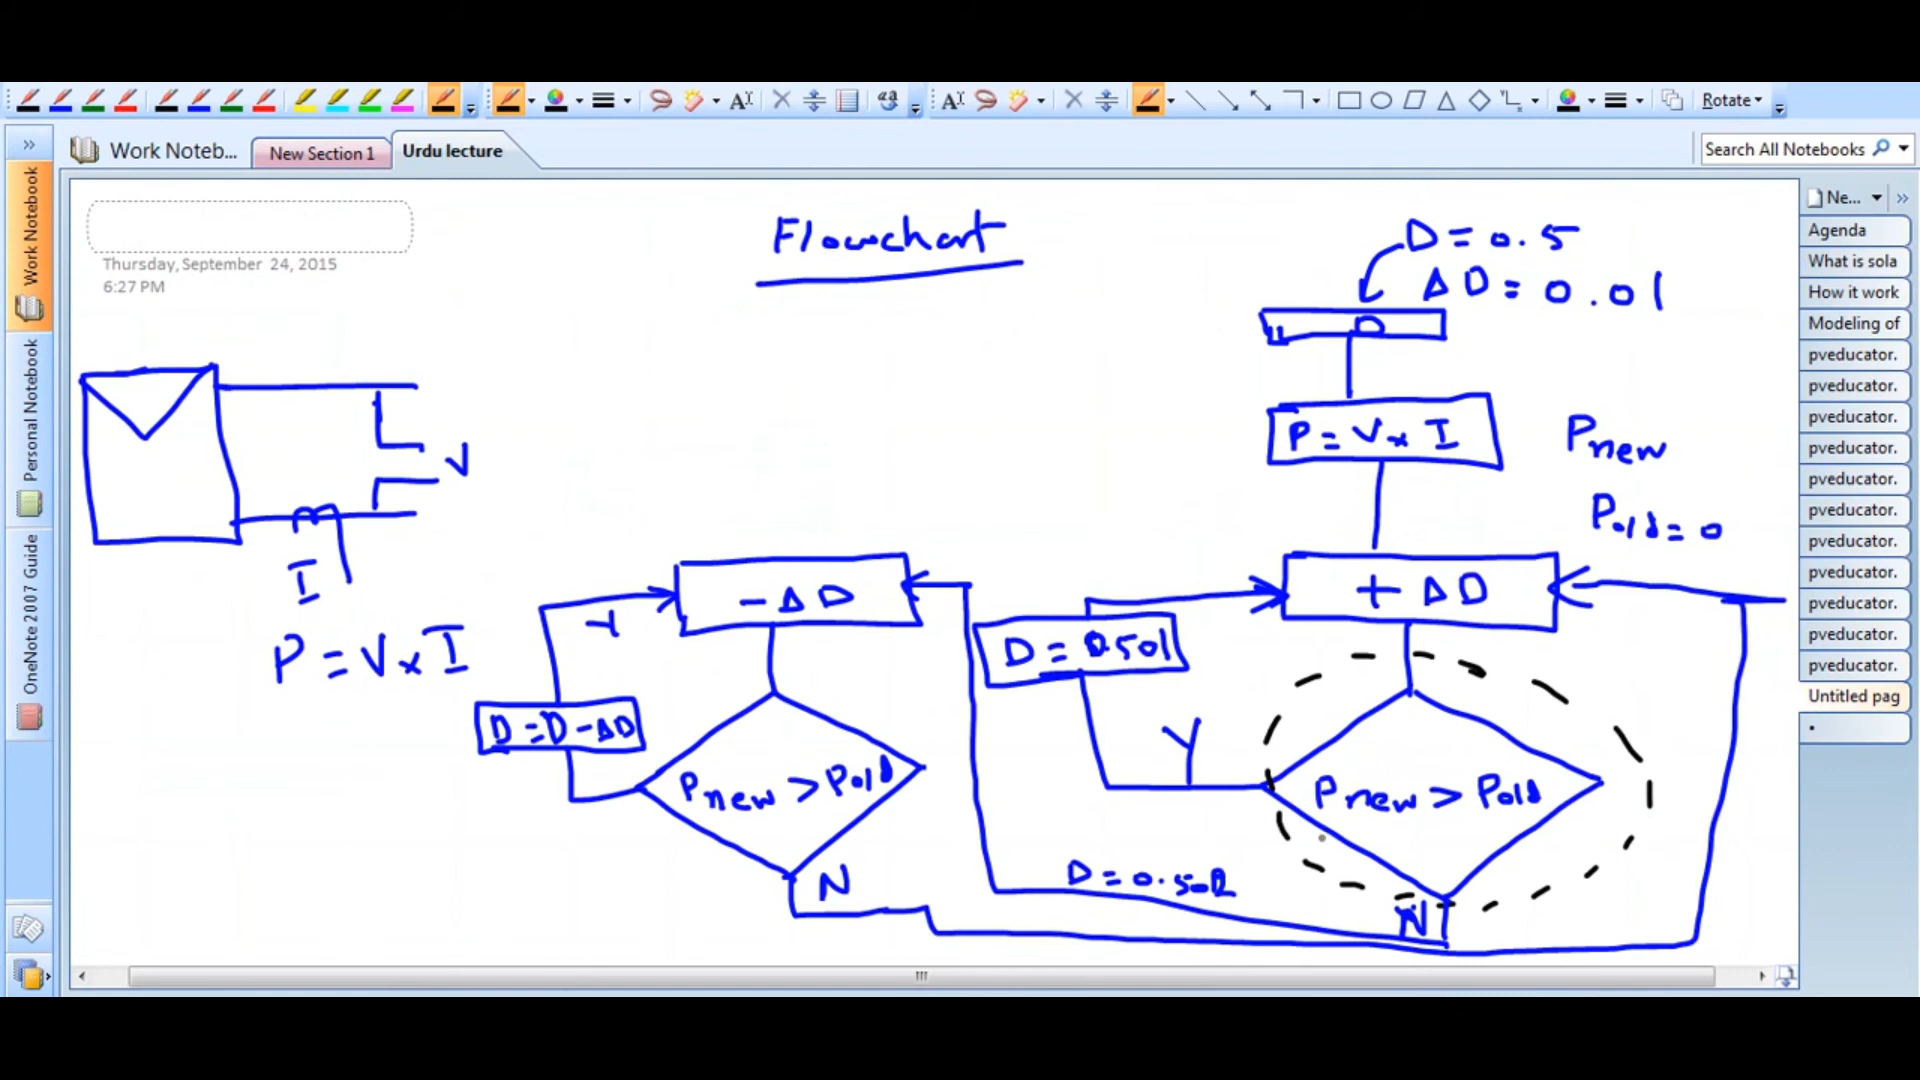 Rotate
Work Noteb...
New Section 1
Urdu lecture
Search All Notebooks
Work Notebook
Personal Notebook
OneNote 2007 Guide
Thursday, September 24, 2015
6:27 PM
Ne...
Agenda
What is sola
How it work
Modeling of
pveducator.
pveducator.
pveducator.
pveducator.
pveducator.
pveducator.
pveducator.
pveducator.
pveducator.
pveducator.
pveducator.
Untitled pag
Flowchart
D = 0.5
ΔD = 0.01
D
P = V x I
Pnew
Pold = 0
V
I
P = V x I
- ΔD
+ ΔD
Y
D = 0.501
D = D - ΔD
Y
Pnew > Pold
Pnew > Pold
N
D = 0.502
N